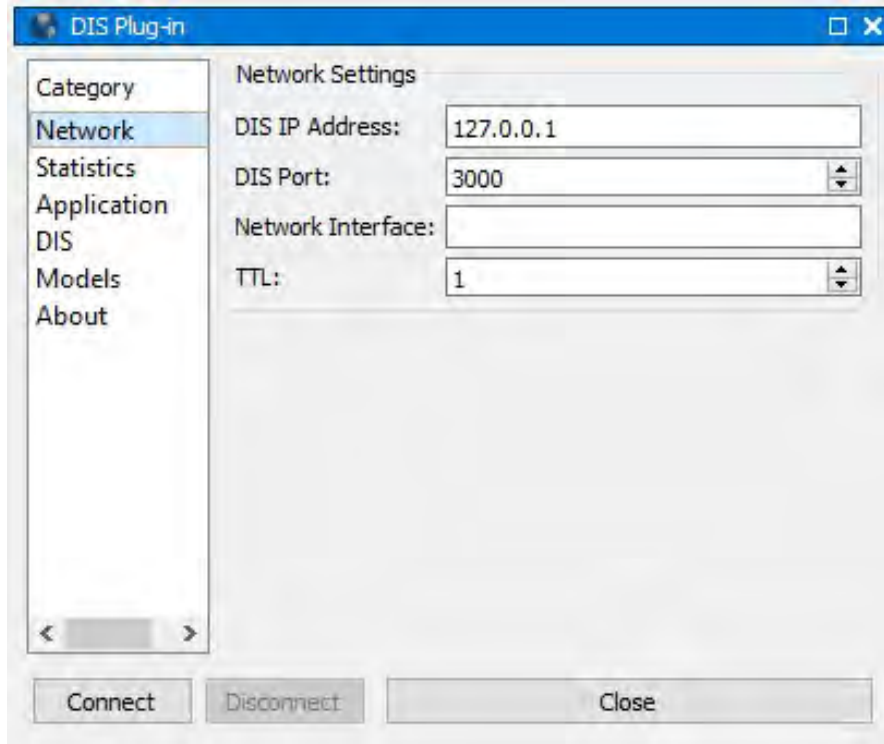 DIS Plug-in
Category
Network
Statistics
Application
DIS
Models
About
Network Settings
DIS IP Address: 127.0.0.1
DIS Port: 3000
Network Interface:
TTL: 1
Connect Disconnect Close